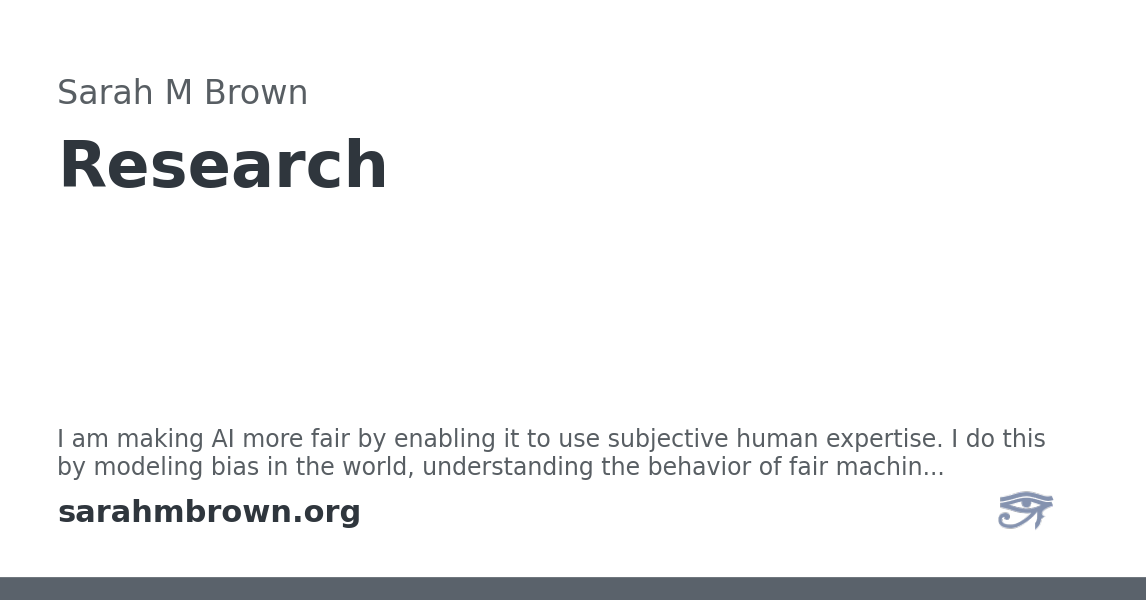 Sarah M Brown
Research
I am making AI more fair by enabling it to use subjective human expertise. I do this
by modeling bias in the world, understanding the behavior of fair machin...
sarahmbrown.org